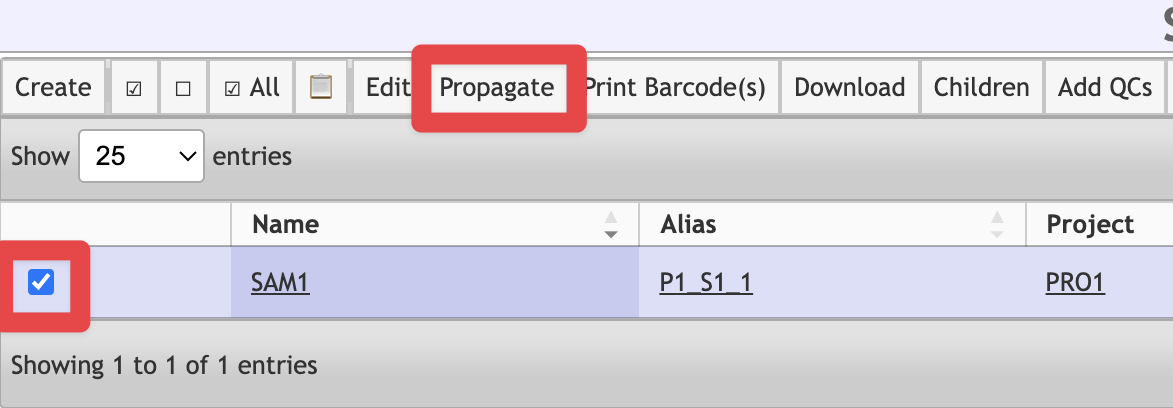 Create ☑ ☐ ☑ All 📋 Edit Propagate Print Barcode(s) Download Children Add QCs
Show 25 entries
Name Alias Project
SAM1 P1_S1_1 PRO1
Showing 1 to 1 of 1 entries